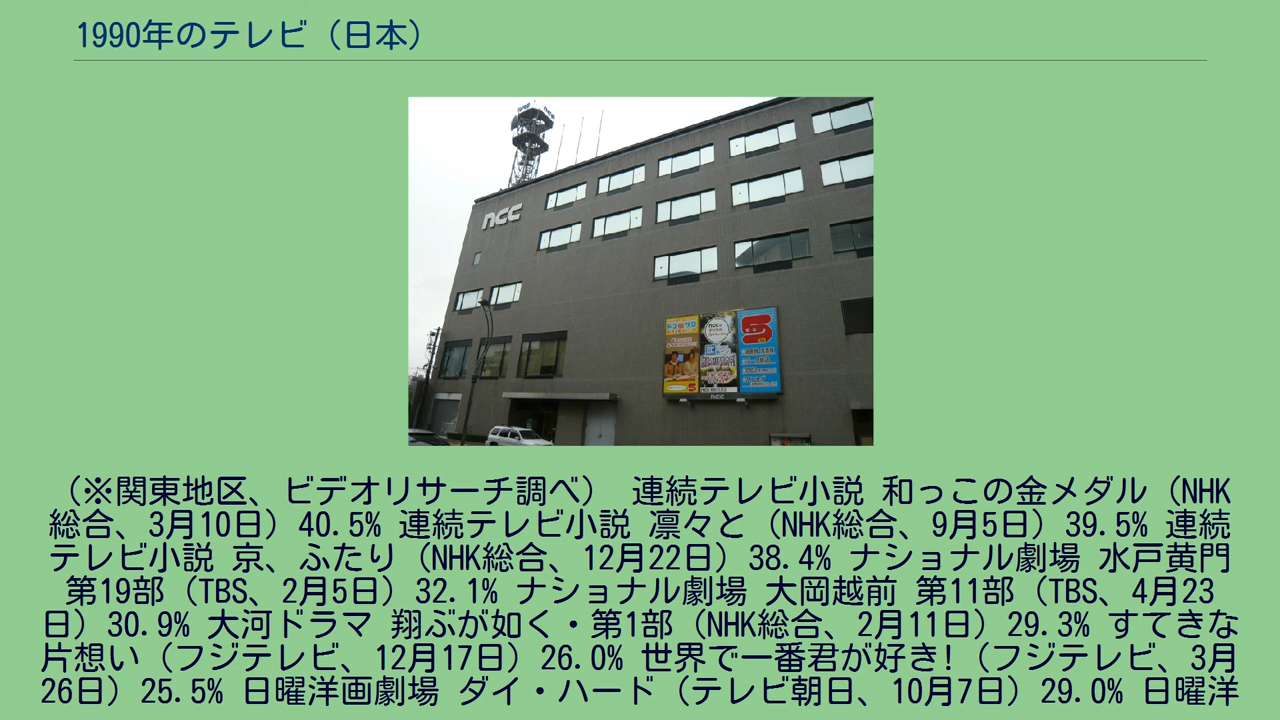 1990年のテレビ（日本）
ncc
ncc
（※関東地区、ビデオリサーチ調べ） 連続テレビ小説 和っこの金メダル（NHK
総合、3月10日）40.5% 連続テレビ小説 凛々と（NHK総合、9月5日）39.5% 連続
テレビ小説 京、ふたり（NHK総合、12月22日）38.4% ナショナル劇場 水戸黄門
第19部（TBS、2月5日）32.1% ナショナル劇場 大岡越前 第11部（TBS、4月23
日）30.9% 大河ドラマ 翔ぶが如く・第1部（NHK総合、2月11日）29.3% すてきな
片想い（フジテレビ、12月17日）26.0% 世界で一番君が好き!（フジテレビ、3月
26日）25.5% 日曜洋画劇場 ダイ・ハード（テレビ朝日、10月7日）29.0% 日曜洋